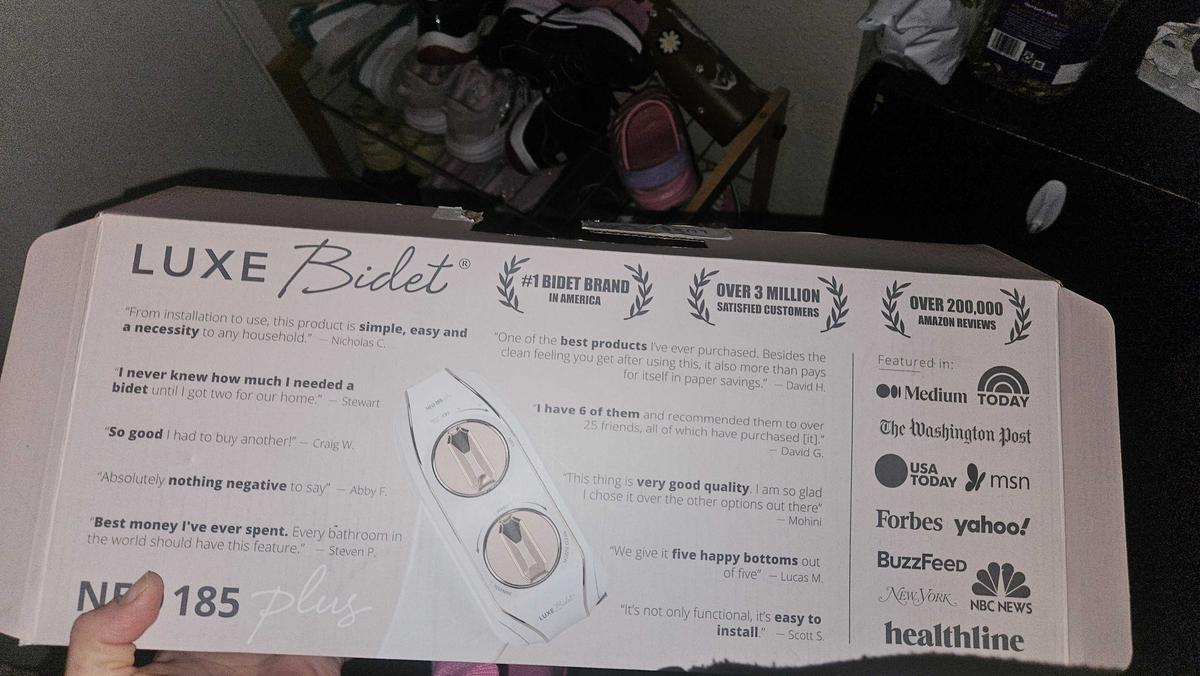 LUXE Bidet®
#1 BIDET BRAND
IN AMERICA
OVER 3 MILLION
SATISFIED CUSTOMERS
OVER 200,000
AMAZON REVIEWS
"From installation to use, this product is simple, easy and
a necessity to any household." — Nicholas C.
"I never knew how much I needed a
bidet until I got two for our home." — Stewart
"So good I had to buy another!" — Craig W.
"Absolutely nothing negative to say" — Abby F.
"Best money I've ever spent. Every bathroom in
the world should have this feature." — Steven P.
NEO 185 plus
"One of the best products I've ever purchased. Besides the
clean feeling you get after using this, it also more than pays
for itself in paper savings." — David H.
"I have 6 of them and recommended them to over
25 friends, all of which have purchased [it]."
— David G.
"This thing is very good quality. I am so glad
I chose it over the other options out there"
— Mohini
"We give it five happy bottoms out
of five" — Lucas M.
"It's not only functional, it's easy to
install." — Scott S.
LUXE Bidet
Featured in:
Medium
TODAY
The Washington Post
USA
TODAY
msn
Forbes
yahoo!
BuzzFeed
NEW YORK
NBC NEWS
healthline